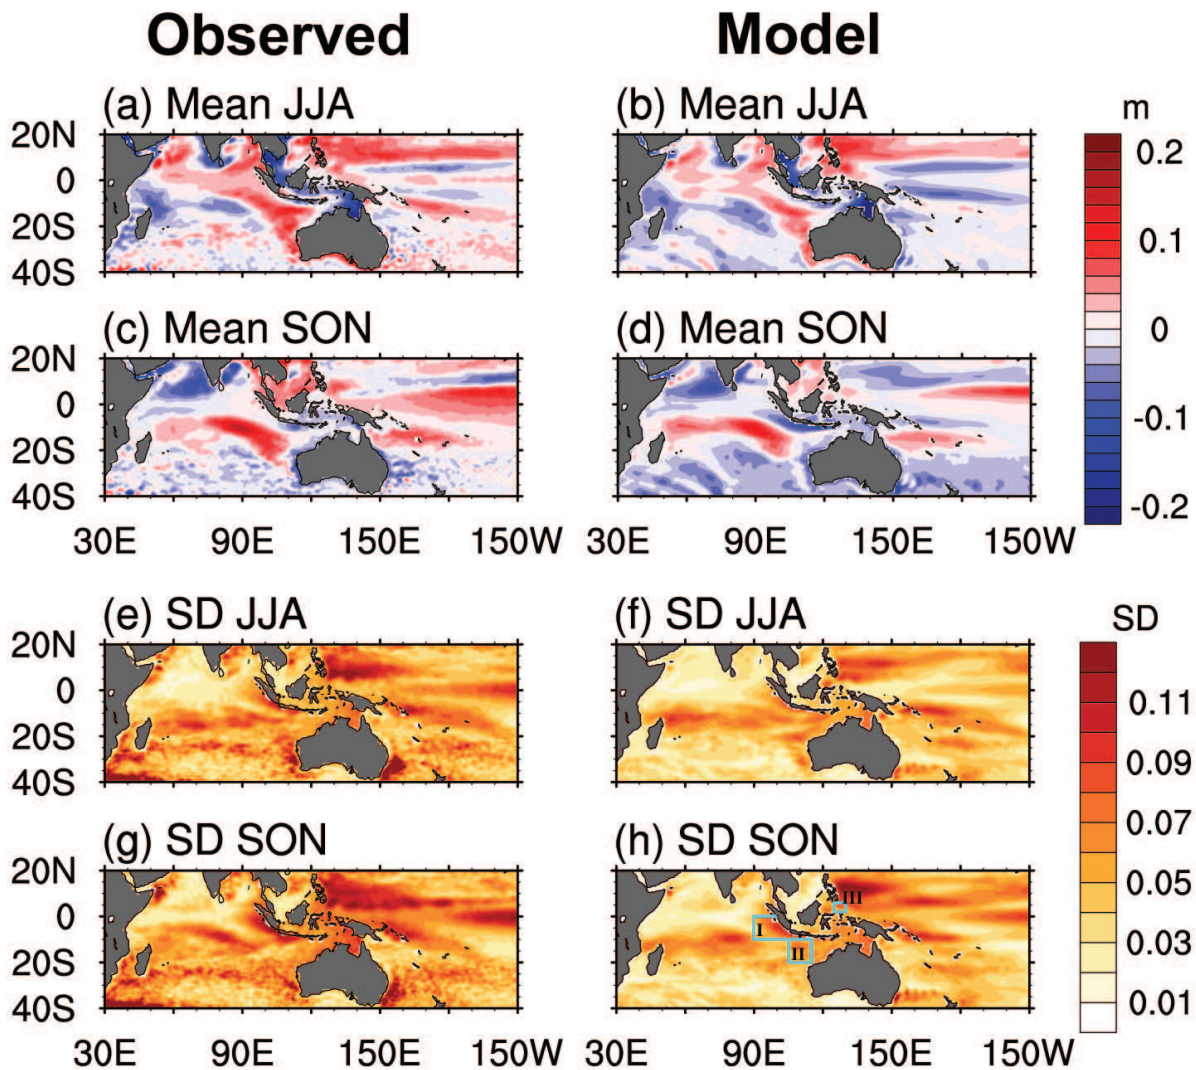 Observed Model
(a) Mean JJA (b) Mean JJA m
20N
0
20S
40S
0.2
0.1
0
-0.1
-0.2
(c) Mean SON (d) Mean SON
20N
0
20S
40S
30E 90E 150E 150W 30E 90E 150E 150W
(e) SD JJA (f) SD JJA SD
20N
0
20S
40S
0.11
0.09
0.07
0.05
0.03
0.01
(g) SD SON (h) SD SON
20N
0
20S
40S
I
II
III
30E 90E 150E 150W 30E 90E 150E 150W